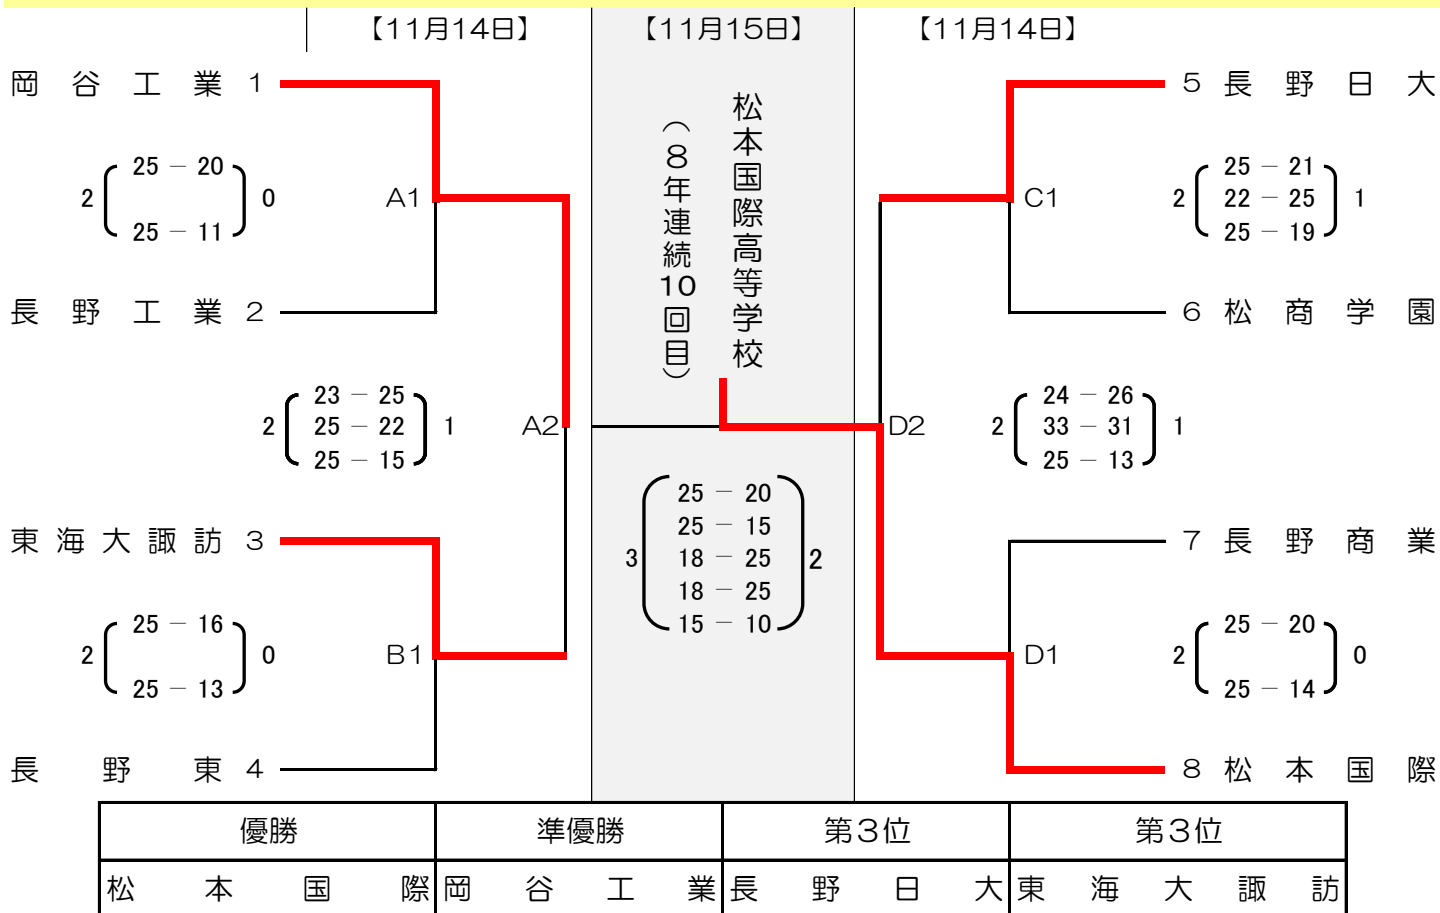 【11月14日】 【11月15日】 【11月14日】
岡谷工業 1
2 25 － 20 0
25 － 11
A1
長野工業 2
2 23 － 25 1
25 － 22
25 － 15
A2
東海大諏訪 3
2 25 － 16 0
25 － 13
B1
長野東 4
松本国際高等学校
（8年連続10回目）
3 25 － 20 2
25 － 15
18 － 25
18 － 25
15 － 10
5 長野日大
C1
2 25 － 21 1
22 － 25
25 － 19
6 松商学園
D2
2 24 － 26 1
33 － 31
25 － 13
7 長野商業
D1
2 25 － 20 0
25 － 14
8 松本国際
優勝 準優勝 第3位 第3位
松本国際 岡谷工業 長野日大 東海大諏訪